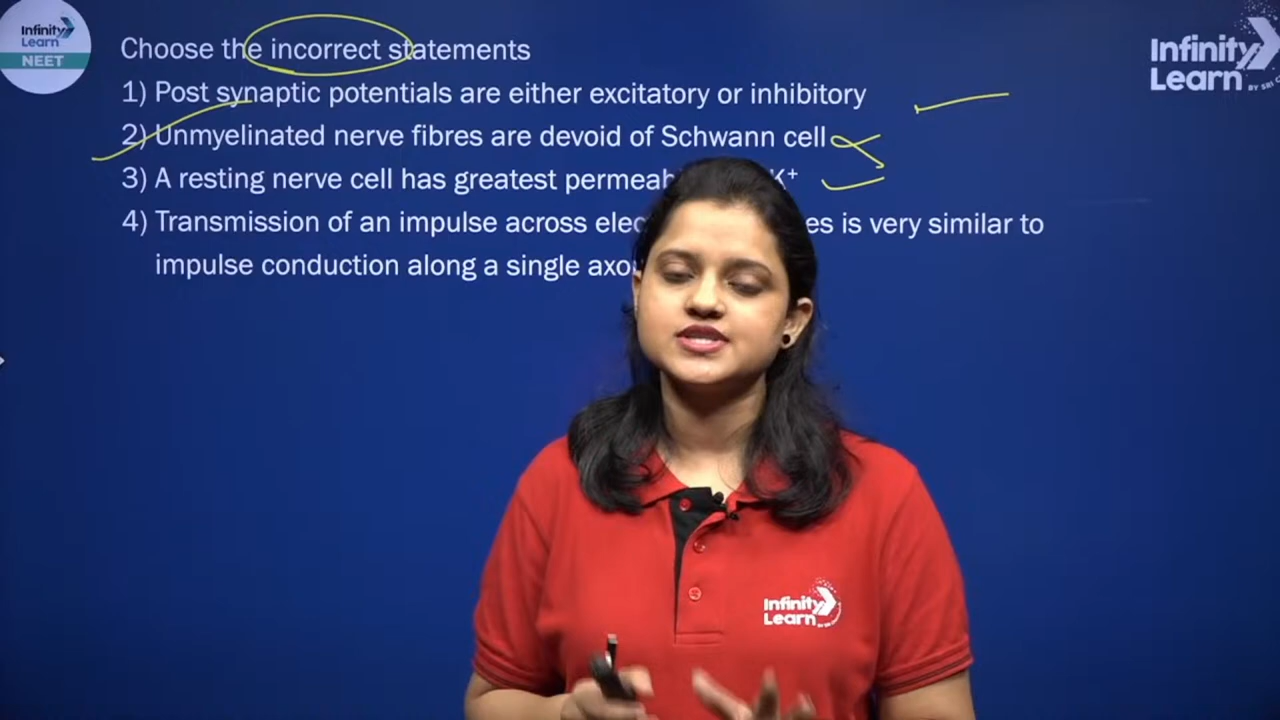 Infinity
Learn
NEET
Choose the incorrect statements
1) Post synaptic potentials are either excitatory or inhibitory
2) Unmyelinated nerve fibres are devoid of Schwann cell
3) A resting nerve cell has greatest K⁺
4) Transmission of an impulse across is very similar to
impulse conduction along a single
Infinity
Learn
BY SRI
Infinity
Learn